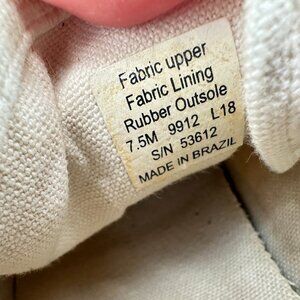 Fabric upper
Fabric Lining
Rubber Outsole
7.5M 9912 L18
S/N 53612
MADE IN BRAZIL